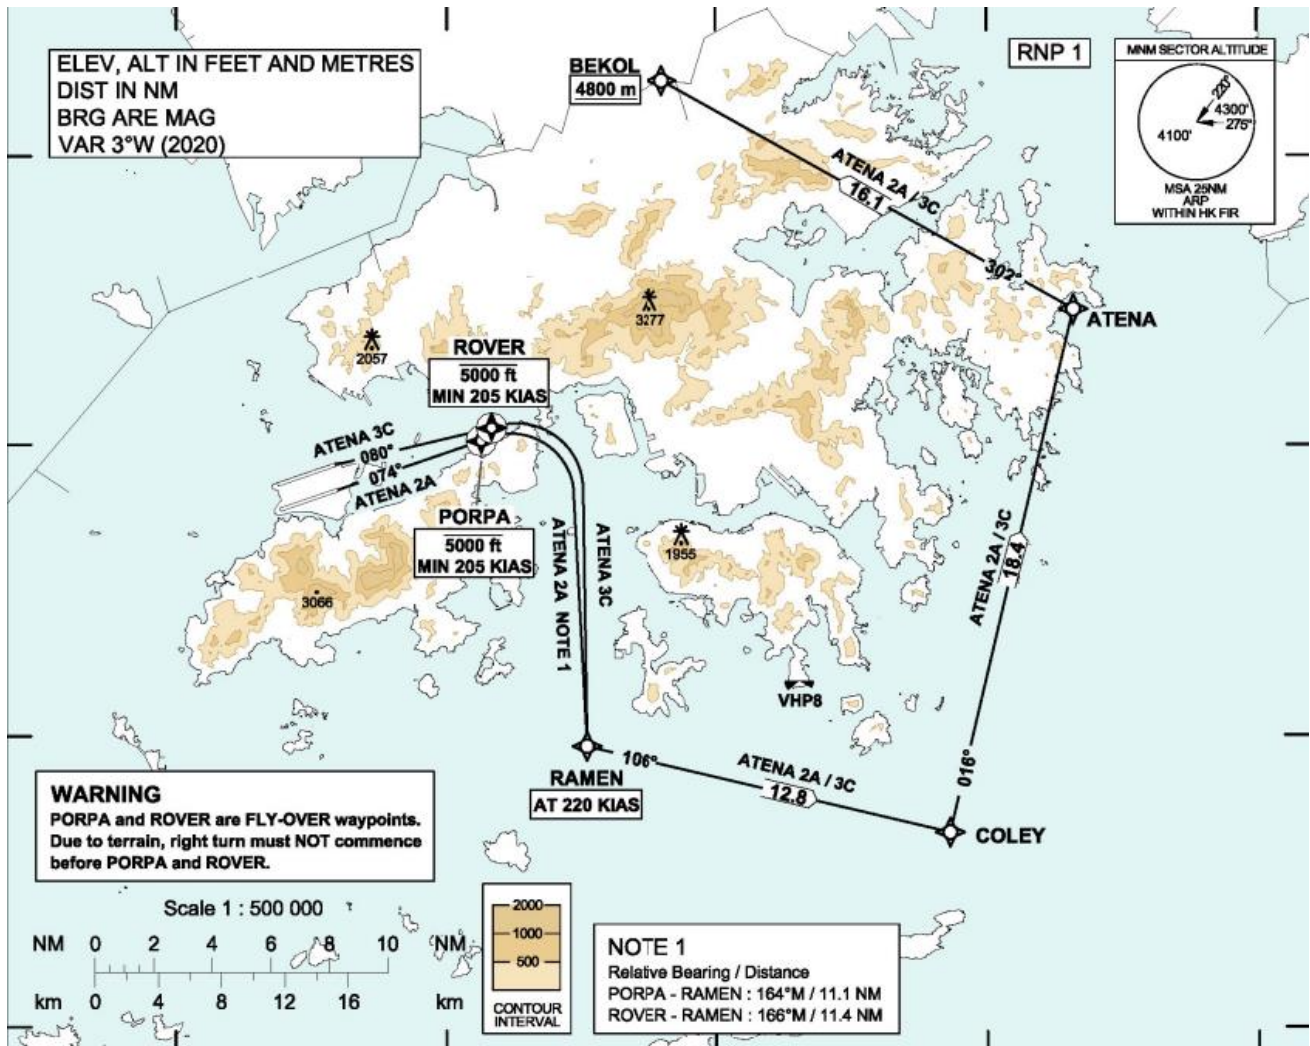 ELEV, ALT IN FEET AND METRES
DIST IN NM
BRG ARE MAG
VAR 3°W (2020)
BEKOL
4800 m
RNP 1
MNM SECTOR ALTITUDE
220°
4300'
275°
4100'
MSA 25NM
ARP
WITHIN HK FIR
ATENA 2A / 3C
16.1
302°
ATENA
3277
2057
ROVER
5000 ft
MIN 205 KIAS
ATENA 3C
080°
074°
ATENA 2A
PORPA
5000 ft
MIN 205 KIAS
ATENA 2A NOTE 1
ATENA 3C
1955
3066
ATENA 2A / 3C
18.4
016°
VHP8
RAMEN
AT 220 KIAS
106°
ATENA 2A / 3C
12.8
COLEY
WARNING
PORPA and ROVER are FLY-OVER waypoints.
Due to terrain, right turn must NOT commence
before PORPA and ROVER.
Scale 1 : 500 000
NM 0 2 4 6 8 10 NM
km 0 4 8 12 16 km
2000
1000
500
CONTOUR
INTERVAL
NOTE 1
Relative Bearing / Distance
PORPA - RAMEN : 164°M / 11.1 NM
ROVER - RAMEN : 166°M / 11.4 NM